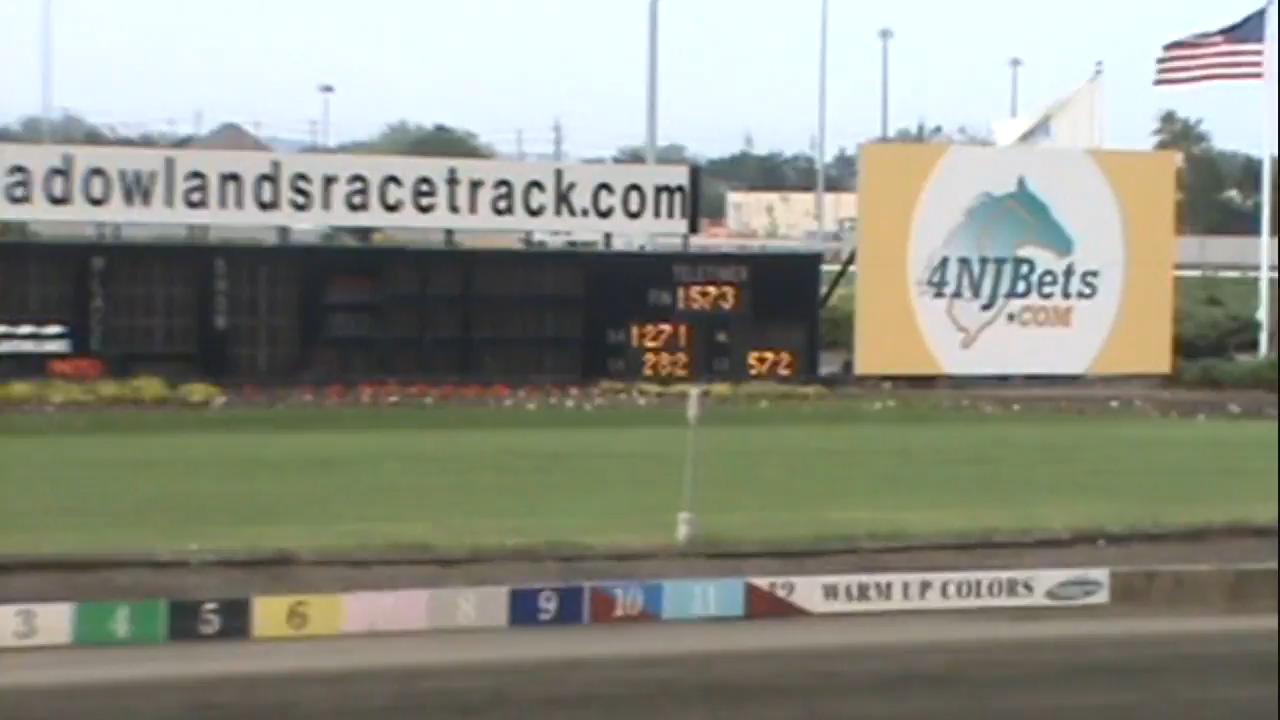 adowlandsracetrack.com
TELETIMER
1573
1271
282 572
4NJBets
.COM
3 4 5 6 8 9 10 11 12 WARM UP COLORS